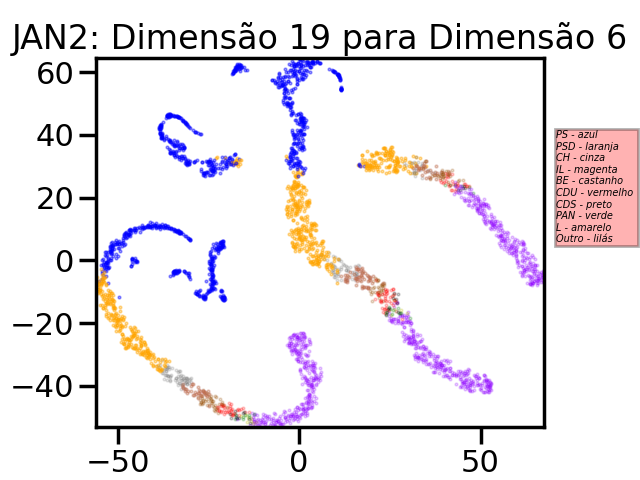 JAN2: Dimensão 19 para Dimensão 6
60
40
20
0
−20
−40
−50
0
50
PS - azul
PSD - laranja
CH - cinza
IL - magenta
BE - castanho
CDU - vermelho
CDS - preto
PAN - verde
L - amarelo
Outro - lilás